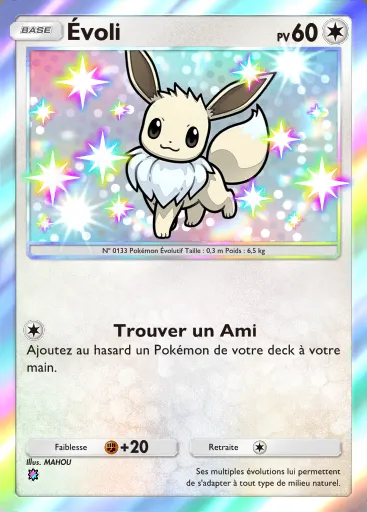 BASE
Évoli
PV 60
N° 0133 Pokémon Évolutif Taille : 0,3 m Poids : 6,5 kg
Trouver un Ami
Ajoutez au hasard un Pokémon de votre deck à votre
main.
Faiblesse +20 Retraite
Illus. MAHOU
Ses multiples évolutions lui permettent
de s'adapter à tout type de milieu naturel.